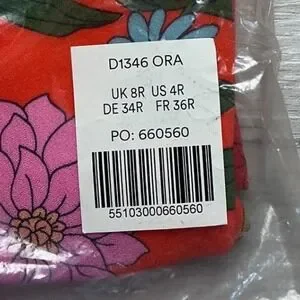 D1346 ORA
UK 8R US 4R
DE 34R FR 36R
PO: 660560
55103000660560